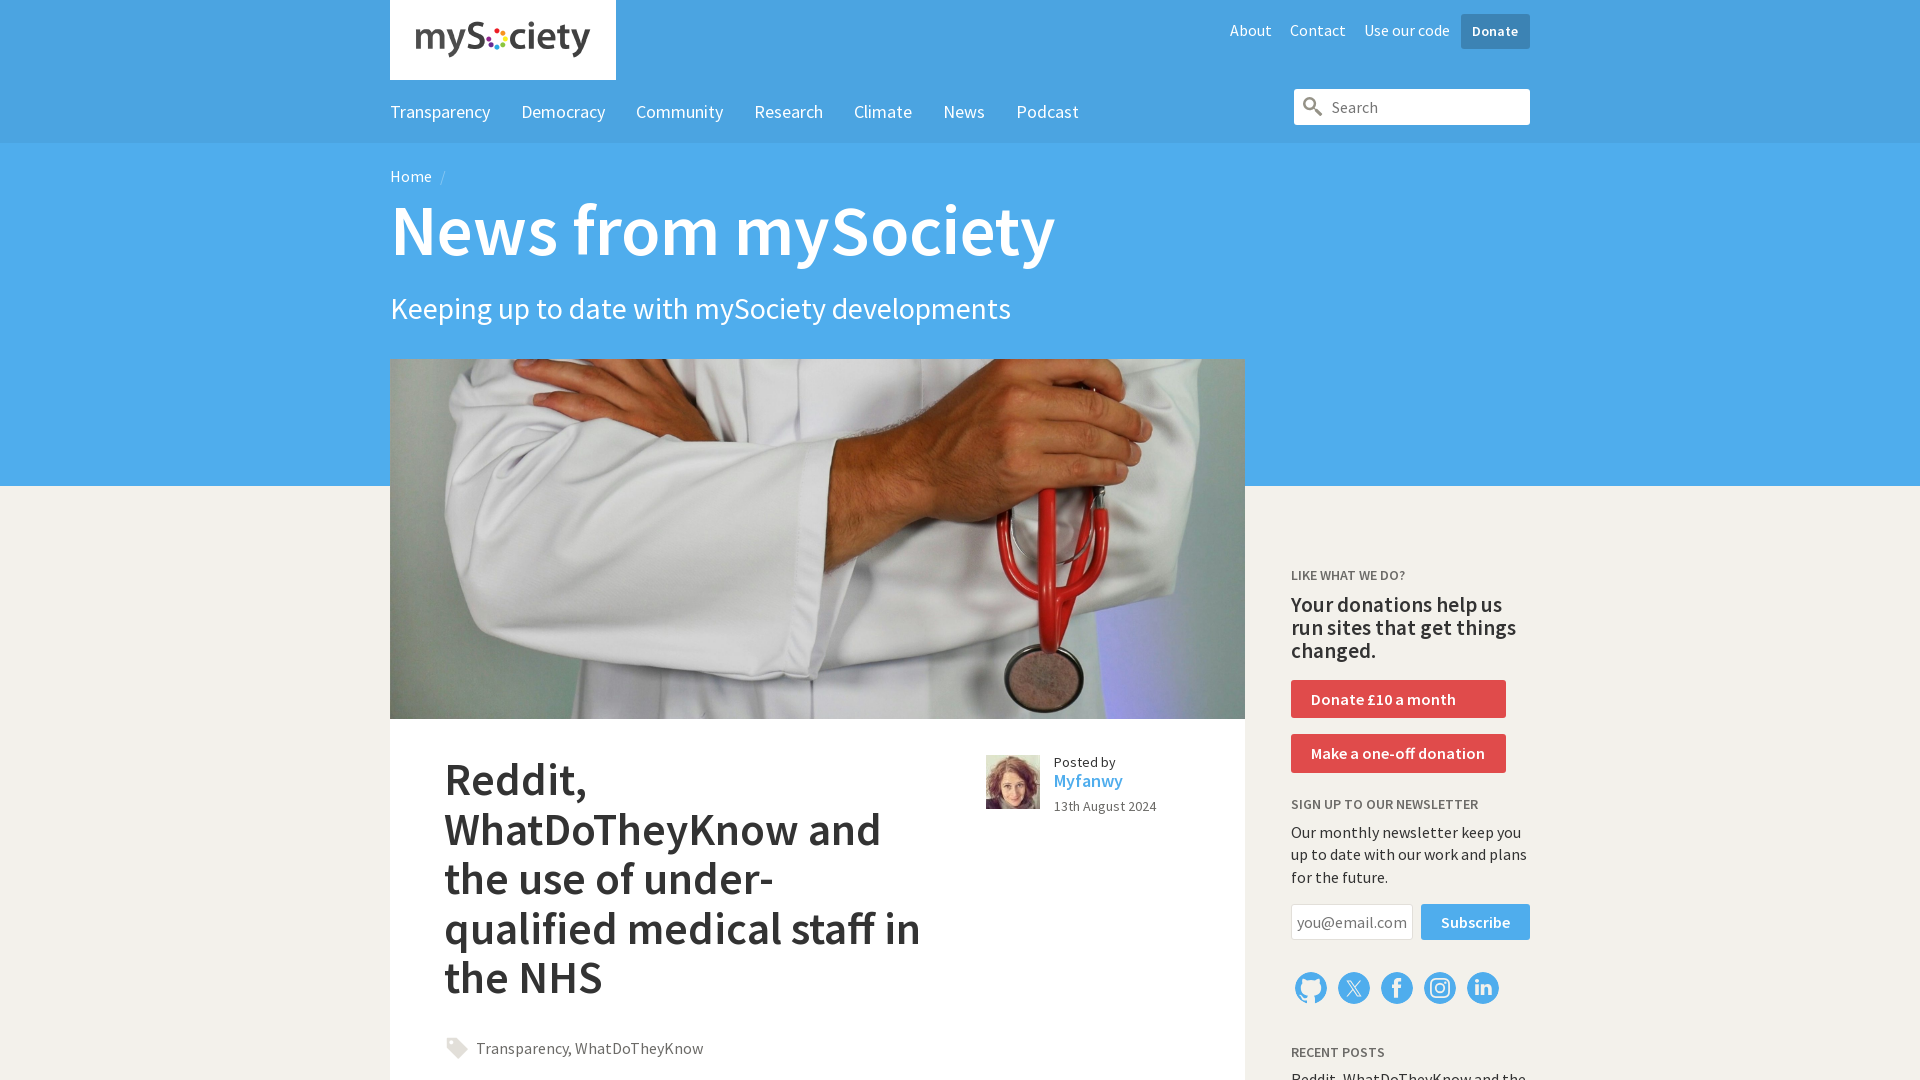 mySociety
About
Contact
Use our code
Donate
Transparency
Democracy
Community
Research
Climate
News
Podcast
Search
Home /
News from mySociety
Keeping up to date with mySociety developments
Reddit,
WhatDoTheyKnow and
the use of under-
qualified medical staff in
the NHS
Posted by
Myfanwy
13th August 2024
Transparency, WhatDoTheyKnow
LIKE WHAT WE DO?
Your donations help us
run sites that get things
changed.
Donate £10 a month
Make a one-off donation
SIGN UP TO OUR NEWSLETTER
Our monthly newsletter keep you
up to date with our work and plans
for the future.
you@email.com
Subscribe
RECENT POSTS
Reddit, WhatDoTheyKnow and the